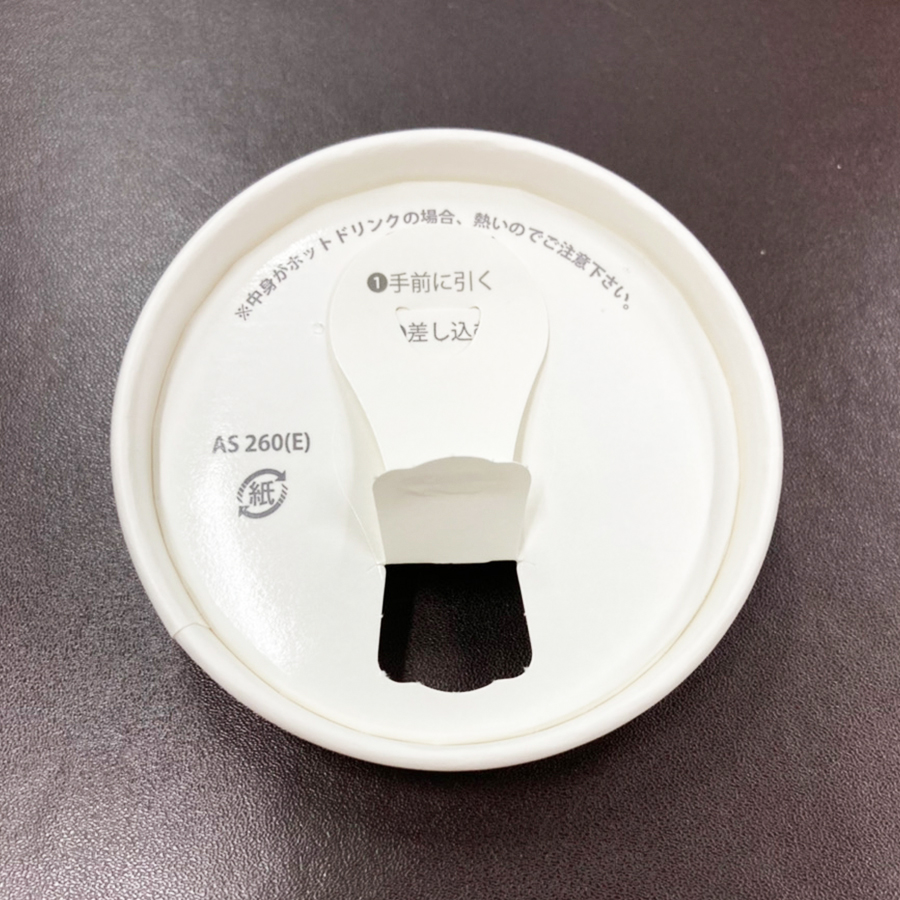 ※中身がホットドリンクの場合、熱いのでご注意下さい。
❶手前に引く
差し込
AS 260(E)
紙